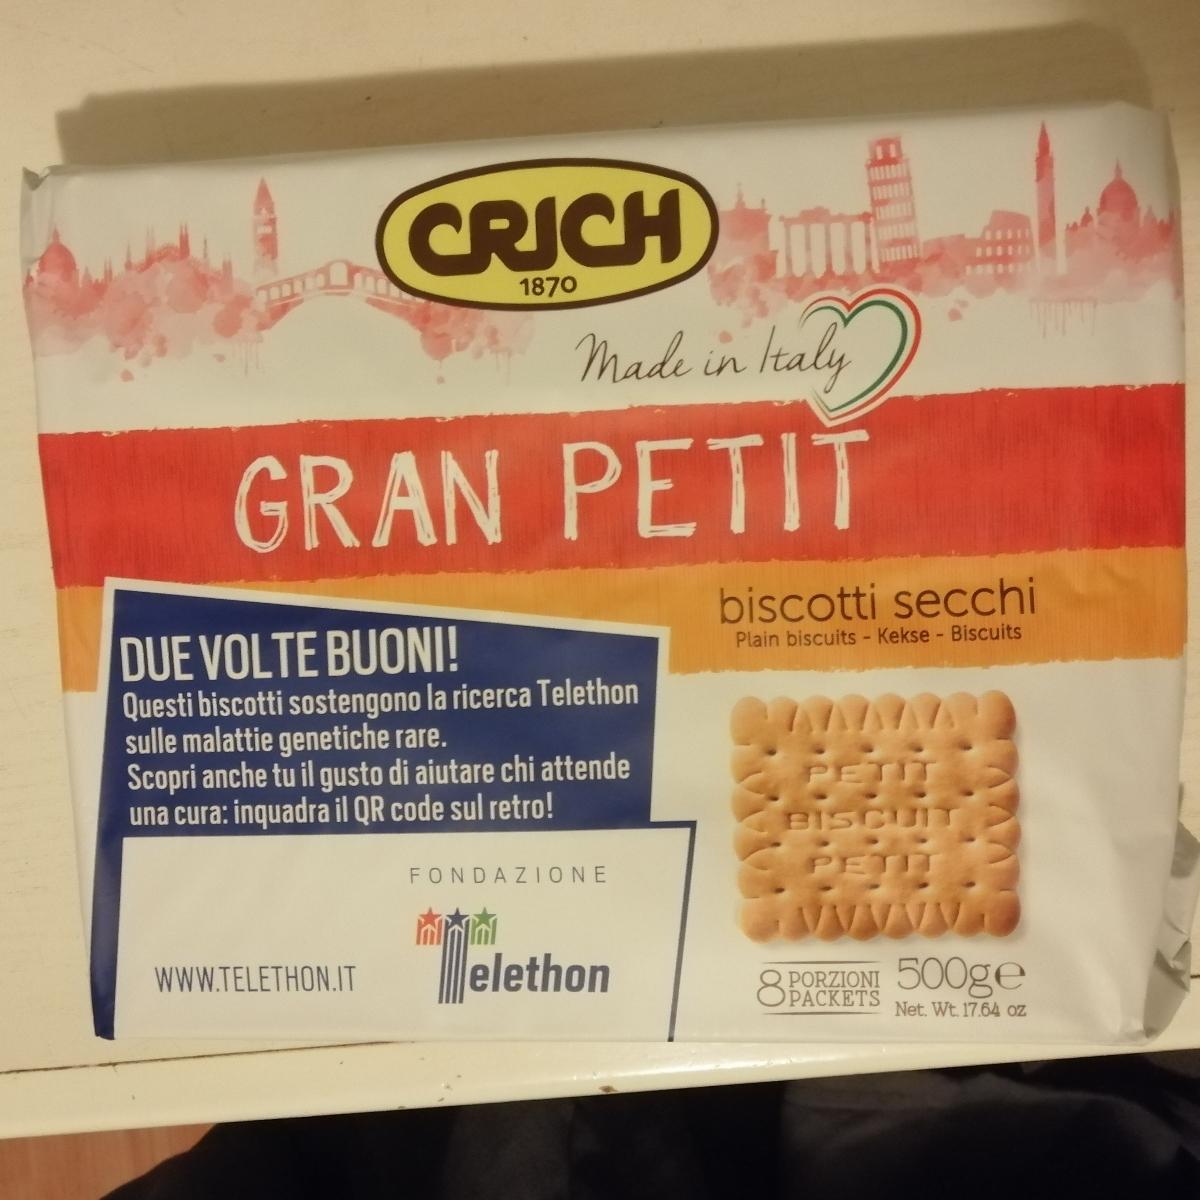 CRICH
1870
Made in Italy
GRAN PETIT
biscotti secchi
Plain biscuits - Kekse - Biscuits
DUE VOLTE BUONI!
Questi biscotti sostengono la ricerca Telethon
sulle malattie genetiche rare.
Scopri anche tu il gusto di aiutare chi attende
una cura: inquadra il QR code sul retro!
FONDAZIONE
Telethon
WWW.TELETHON.IT
PETIT
BISCUIT
PETIT
8 PORZIONI
PACKETS
500g e
Net. Wt. 17.64 oz